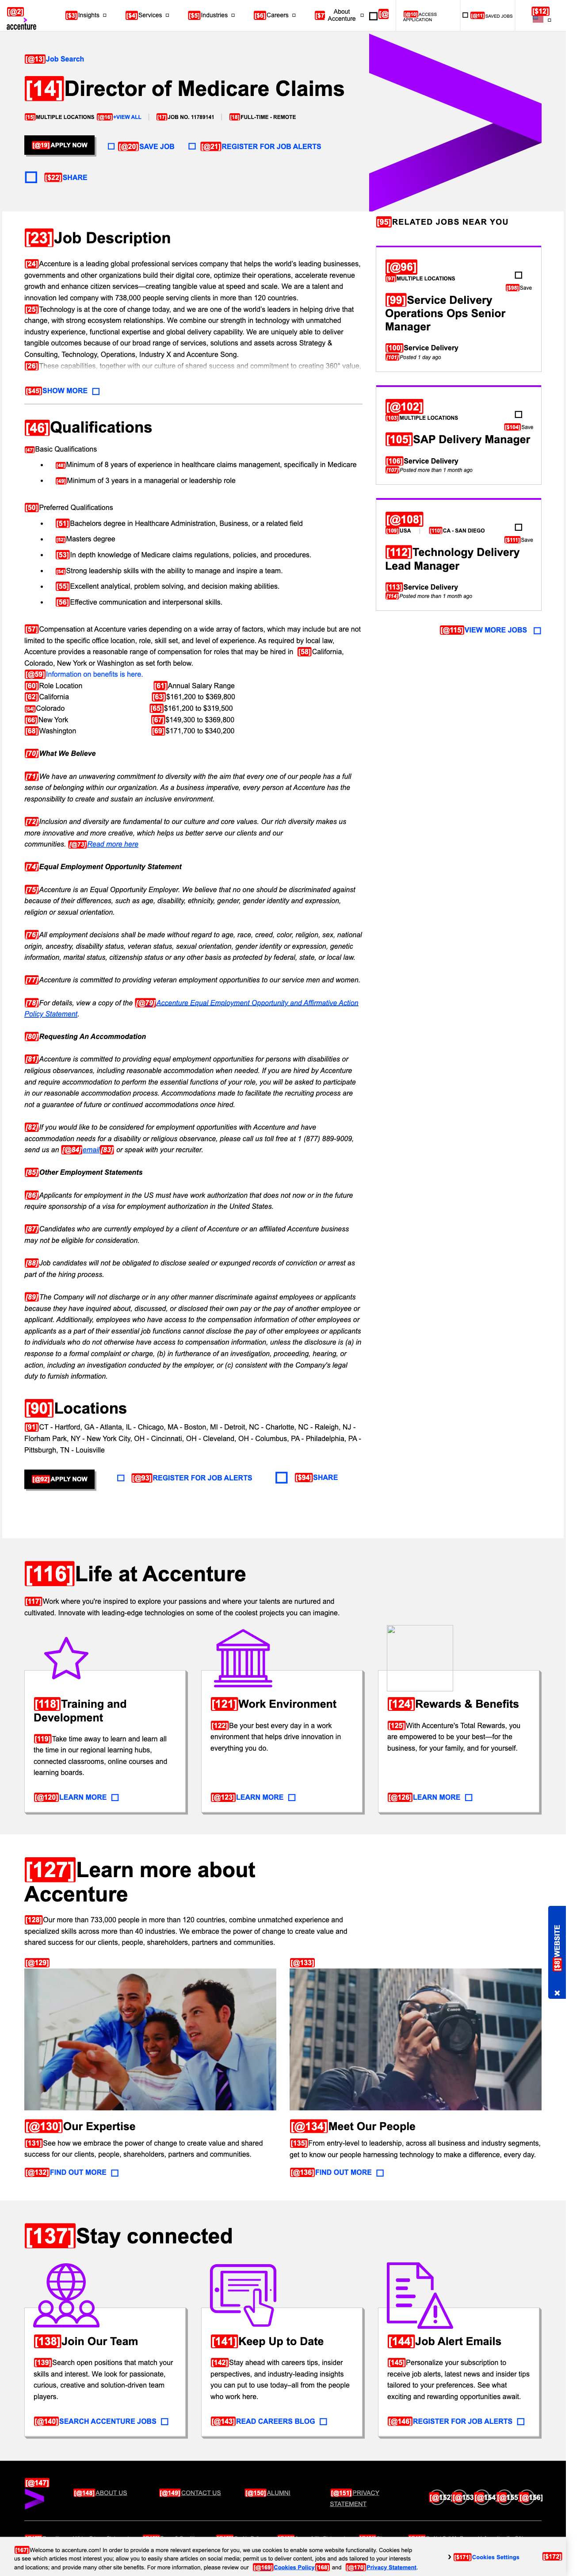 [@2]
accenture
[$3]Insights
[$4]Services
[$5]Industries
[$6]Careers
[$7 About Accenture
[@
[@10]ACCESS APPLICATION
[@11]SAVED JOBS
[$12]
[@13]Job Search
[14]Director of Medicare Claims
[15]MULTIPLE LOCATIONS [@16]+VIEW ALL | [17]JOB NO. 11789141 | [18]FULL-TIME - REMOTE
[@19]APPLY NOW
[@20]SAVE JOB
[@21]REGISTER FOR JOB ALERTS
[$22]SHARE
[23]Job Description
[24]Accenture is a leading global professional services company that helps the world's leading businesses,
governments and other organizations build their digital core, optimize their operations, accelerate revenue
growth and enhance citizen services—creating tangible value at speed and scale. We are a talent and
innovation led company with 738,000 people serving clients in more than 120 countries.
[25]Technology is at the core of change today, and we are one of the world's leaders in helping drive that
change, with strong ecosystem relationships. We combine our strength in technology with unmatched
industry experience, functional expertise and global delivery capability. We are uniquely able to deliver
tangible outcomes because of our broad range of services, solutions and assets across Strategy &
Consulting, Technology, Operations, Industry X and Accenture Song.
[26]These capabilities, together with our culture of shared success and commitment to creating 360° value,
[$45]SHOW MORE
[46]Qualifications
[47]Basic Qualifications
• [48]Minimum of 8 years of experience in healthcare claims management, specifically in Medicare
• [49]Minimum of 3 years in a managerial or leadership role
[50]Preferred Qualifications
• [51]Bachelors degree in Healthcare Administration, Business, or a related field
• [52]Masters degree
• [53]In depth knowledge of Medicare claims regulations, policies, and procedures.
• [54]Strong leadership skills with the ability to manage and inspire a team.
• [55]Excellent analytical, problem solving, and decision making abilities.
• [56]Effective communication and interpersonal skills.
[57]Compensation at Accenture varies depending on a wide array of factors, which may include but are not
limited to the specific office location, role, skill set, and level of experience. As required by local law,
Accenture provides a reasonable range of compensation for roles that may be hired in [58]California,
Colorado, New York or Washington as set forth below.
[@59]Information on benefits is here.
[60]Role Location [61]Annual Salary Range
[62]California [63]$161,200 to $369,800
[64]Colorado [65]$161,200 to $319,500
[66]New York [67]$149,300 to $369,800
[68]Washington [69]$171,700 to $340,200
[70]What We Believe
[71]We have an unwavering commitment to diversity with the aim that every one of our people has a full
sense of belonging within our organization. As a business imperative, every person at Accenture has the
responsibility to create and sustain an inclusive environment.
[72]Inclusion and diversity are fundamental to our culture and core values. Our rich diversity makes us
more innovative and more creative, which helps us better serve our clients and our
communities. [@73]Read more here
[74]Equal Employment Opportunity Statement
[75]Accenture is an Equal Opportunity Employer. We believe that no one should be discriminated against
because of their differences, such as age, disability, ethnicity, gender, gender identity and expression,
religion or sexual orientation.
[76]All employment decisions shall be made without regard to age, race, creed, color, religion, sex, national
origin, ancestry, disability status, veteran status, sexual orientation, gender identity or expression, genetic
information, marital status, citizenship status or any other basis as protected by federal, state, or local law.
[77]Accenture is committed to providing veteran employment opportunities to our service men and women.
[78]For details, view a copy of the [@79]Accenture Equal Employment Opportunity and Affirmative Action
Policy Statement.
[80]Requesting An Accommodation
[81]Accenture is committed to providing equal employment opportunities for persons with disabilities or
religious observances, including reasonable accommodation when needed. If you are hired by Accenture
and require accommodation to perform the essential functions of your role, you will be asked to participate
in our reasonable accommodation process. Accommodations made to facilitate the recruiting process are
not a guarantee of future or continued accommodations once hired.
[82]If you would like to be considered for employment opportunities with Accenture and have
accommodation needs for a disability or religious observance, please call us toll free at 1 (877) 889-9009,
send us an [@84]email[83] or speak with your recruiter.
[85]Other Employment Statements
[86]Applicants for employment in the US must have work authorization that does not now or in the future
require sponsorship of a visa for employment authorization in the United States.
[87]Candidates who are currently employed by a client of Accenture or an affiliated Accenture business
may not be eligible for consideration.
[88]Job candidates will not be obligated to disclose sealed or expunged records of conviction or arrest as
part of the hiring process.
[89]The Company will not discharge or in any other manner discriminate against employees or applicants
because they have inquired about, discussed, or disclosed their own pay or the pay of another employee or
applicant. Additionally, employees who have access to the compensation information of other employees or
applicants as a part of their essential job functions cannot disclose the pay of other employees or applicants
to individuals who do not otherwise have access to compensation information, unless the disclosure is (a) in
response to a formal complaint or charge, (b) in furtherance of an investigation, proceeding, hearing, or
action, including an investigation conducted by the employer, or (c) consistent with the Company's legal
duty to furnish information.
[90]Locations
[91]CT - Hartford, GA - Atlanta, IL - Chicago, MA - Boston, MI - Detroit, NC - Charlotte, NC - Raleigh, NJ -
Florham Park, NY - New York City, OH - Cincinnati, OH - Cleveland, OH - Columbus, PA - Philadelphia, PA -
Pittsburgh, TN - Louisville
[@92]APPLY NOW
[@93]REGISTER FOR JOB ALERTS
[$94]SHARE
[95]RELATED JOBS NEAR YOU
[@96]
[97]MULTIPLE LOCATIONS
[$98]Save
[99]Service Delivery
Operations Ops Senior
Manager
[100]Service Delivery
[101]Posted 1 day ago
[@102]
[103]MULTIPLE LOCATIONS
[$104]Save
[105]SAP Delivery Manager
[106]Service Delivery
[107]Posted more than 1 month ago
[@108]
[109]USA [110]CA - SAN DIEGO
[$111]Save
[112]Technology Delivery
Lead Manager
[113]Service Delivery
[114]Posted more than 1 month ago
[@115]VIEW MORE JOBS
[116]Life at Accenture
[117]Work where you're inspired to explore your passions and where your talents are nurtured and
cultivated. Innovate with leading-edge technologies on some of the coolest projects you can imagine.
[118]Training and
Development
[119]Take time away to learn and learn all
the time in our regional learning hubs,
connected classrooms, online courses and
learning boards.
[@120]LEARN MORE
[121]Work Environment
[122]Be your best every day in a work
environment that helps drive innovation in
everything you do.
[@123]LEARN MORE
[124]Rewards & Benefits
[125]With Accenture's Total Rewards, you
are empowered to be your best—for the
business, for your family, and for yourself.
[@126]LEARN MORE
[127]Learn more about
Accenture
[128]Our more than 733,000 people in more than 120 countries, combine unmatched experience and
specialized skills across more than 40 industries. We embrace the power of change to create value and
shared success for our clients, people, shareholders, partners and communities.
[$8]WEBSITE
[@129]
[@133]
[@130]Our Expertise
[131]See how we embrace the power of change to create value and shared
success for our clients, people, shareholders, partners and communities.
[@132]FIND OUT MORE
[@134]Meet Our People
[135]From entry-level to leadership, across all business and industry segments,
get to know our people harnessing technology to make a difference, every day.
[@136]FIND OUT MORE
[137]Stay connected
[138]Join Our Team
[139]Search open positions that match your
skills and interest. We look for passionate,
curious, creative and solution-driven team
players.
[@140]SEARCH ACCENTURE JOBS
[141]Keep Up to Date
[142]Stay ahead with careers tips, insider
perspectives, and industry-leading insights
you can put to use today–all from the people
who work here.
[@143]READ CAREERS BLOG
[144]Job Alert Emails
[145]Personalize your subscription to
receive job alerts, latest news and insider tips
tailored to your preferences. See what
exciting and rewarding opportunities await.
[@146]REGISTER FOR JOB ALERTS
[@147]
[@148]ABOUT US
[@149]CONTACT US
[@150]ALUMNI
[@151]PRIVACY
STATEMENT
[@152][@153[@154[@155[@156]
[167]Welcome to accenture.com! In order to provide a more relevant experience for you, we use cookies to enable some website functionality. Cookies help
us see which articles most interest you; allow you to easily share articles on social media; permit us to deliver content, jobs and ads tailored to your interests
and locations; and provide many other site benefits. For more information, please review our [@169]Cookies Policy[168] and [@170]Privacy Statement.
[$171]Cookies Settings
[$172]